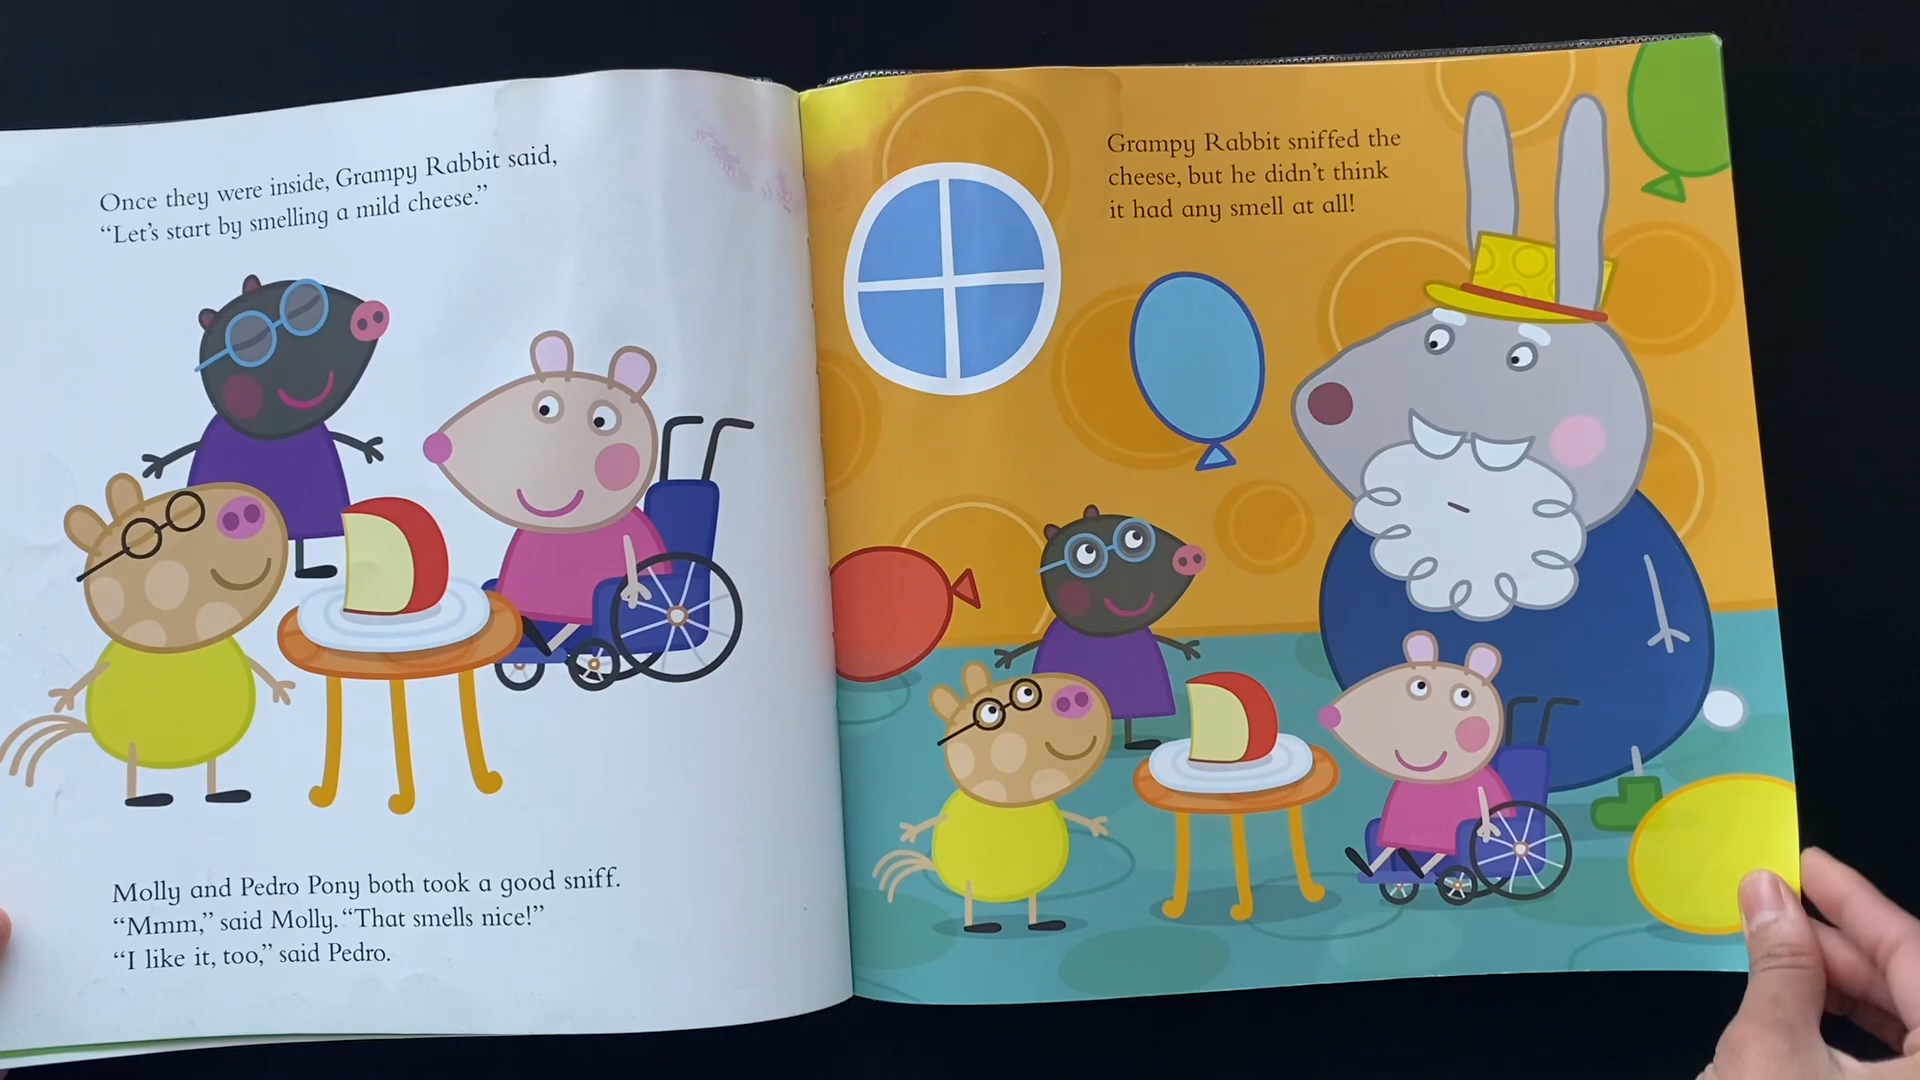 Once they were inside, Grampy Rabbit said,
“Let’s start by smelling a mild cheese.”
Molly and Pedro Pony both took a good sniff.
“Mmm,” said Molly. “That smells nice!”
“I like it, too,” said Pedro.
Grampy Rabbit sniffed the
cheese, but he didn’t think
it had any smell at all!